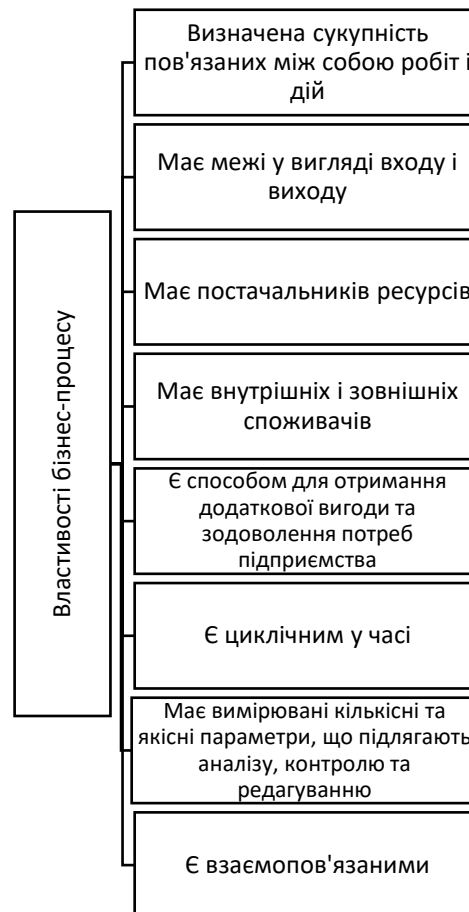 Властивості бізнес-процесу
Визначена сукупність
пов'язаних між собою робіт і
дій
Має межі у вигляді входу і
виходу
Має постачальників ресурсів
Має внутрішніх і зовнішніх
споживачів
Є способом для отримання
додаткової вигоди та
зодоволення потреб
підприємства
Є циклічним у часі
Має вимірювані кількісні та
якісні параметри, що підлягають
аналізу, контролю та
редагуванню
Є взаємопов'язаними